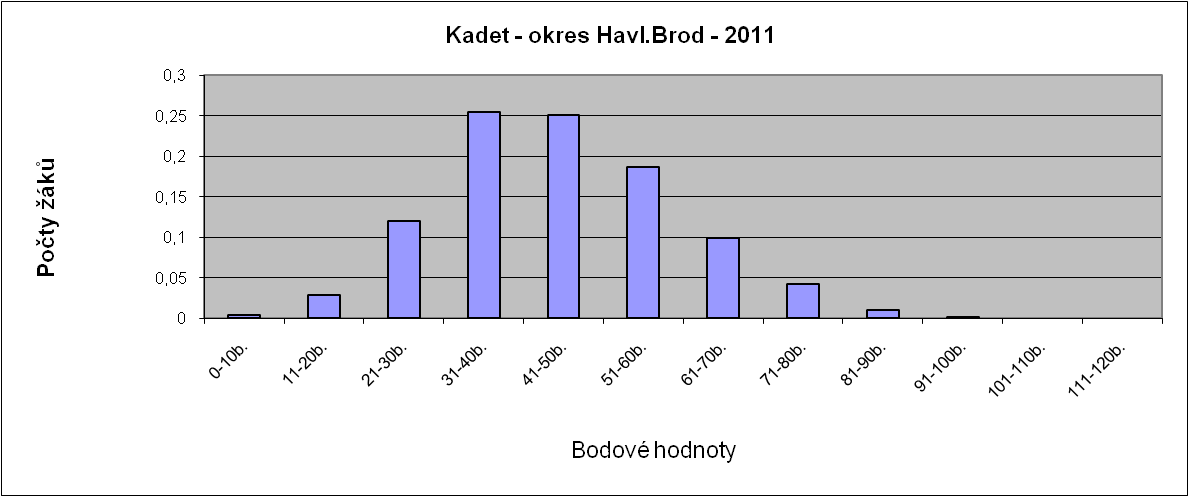 Kadet - okres Havl.Brod - 2011
Počty žáků
0,3
0,25
0,2
0,15
0,1
0,05
0
0-10b.
11-20b.
21-30b.
31-40b.
41-50b.
51-60b.
61-70b.
71-80b.
81-90b.
91-100b.
101-110b.
111-120b.
Bodové hodnoty